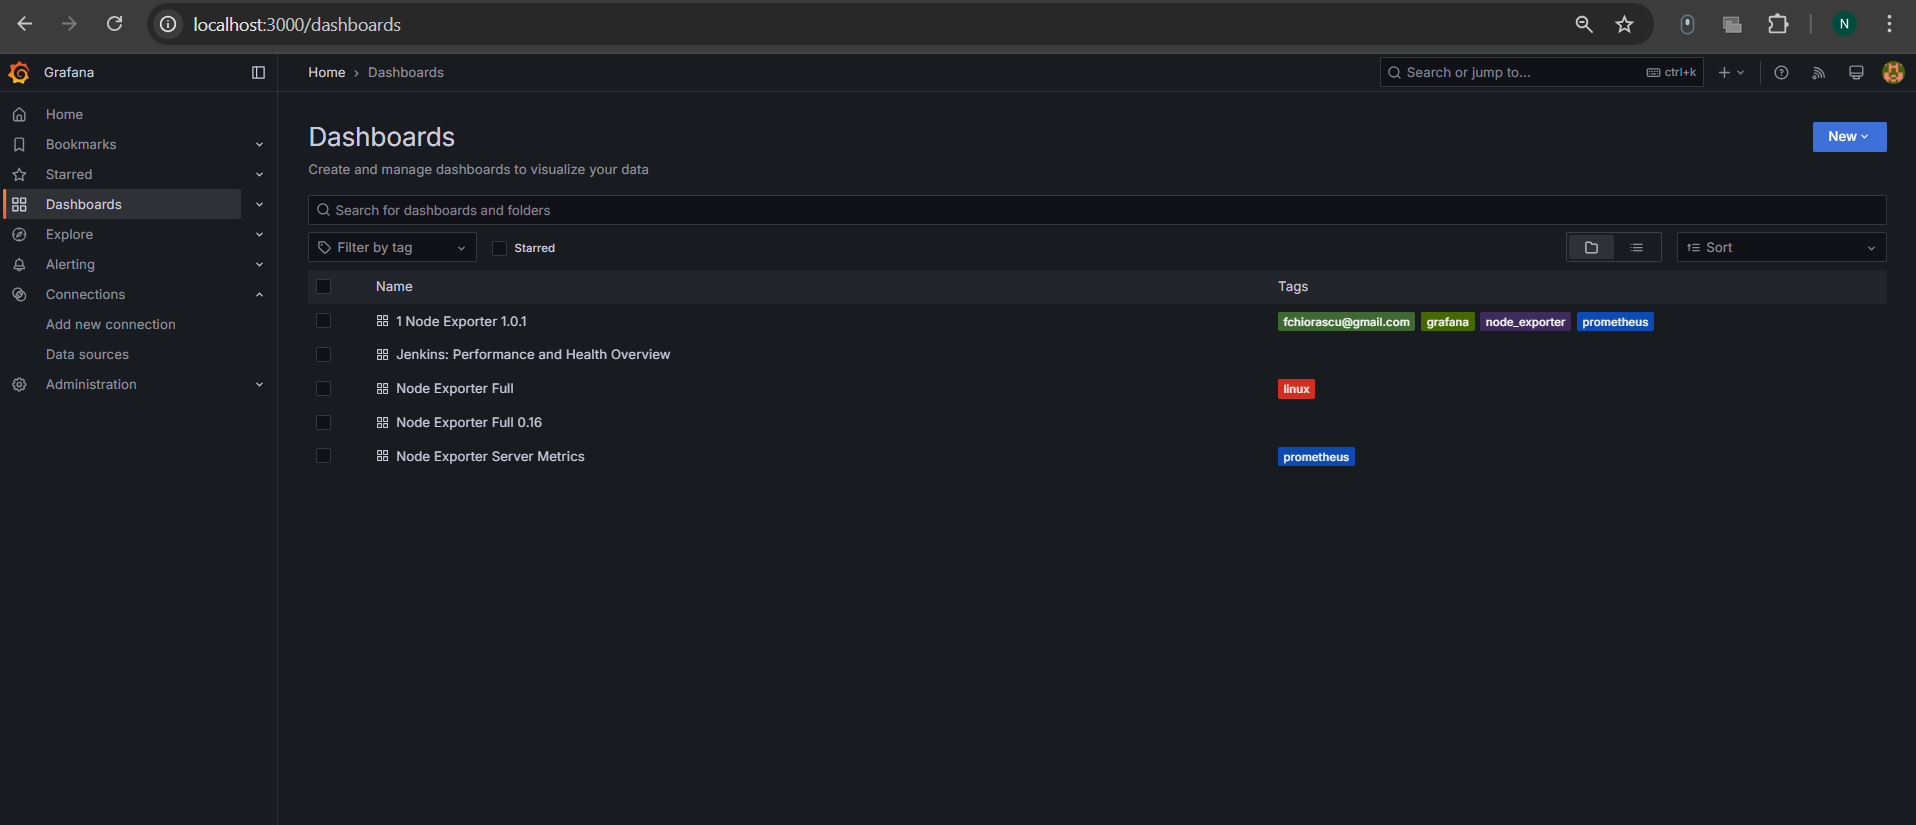 localhost:3000/dashboards
N
Grafana
Home › Dashboards
Search or jump to... ctrl+k
Home
Bookmarks
Starred
Dashboards
Explore
Alerting
Connections
Add new connection
Data sources
Administration
Dashboards
New
Create and manage dashboards to visualize your data
Search for dashboards and folders
Filter by tag Starred Sort
Name Tags
1 Node Exporter 1.0.1 fchiorascu@gmail.com grafana node_exporter prometheus
Jenkins: Performance and Health Overview
Node Exporter Full linux
Node Exporter Full 0.16
Node Exporter Server Metrics prometheus